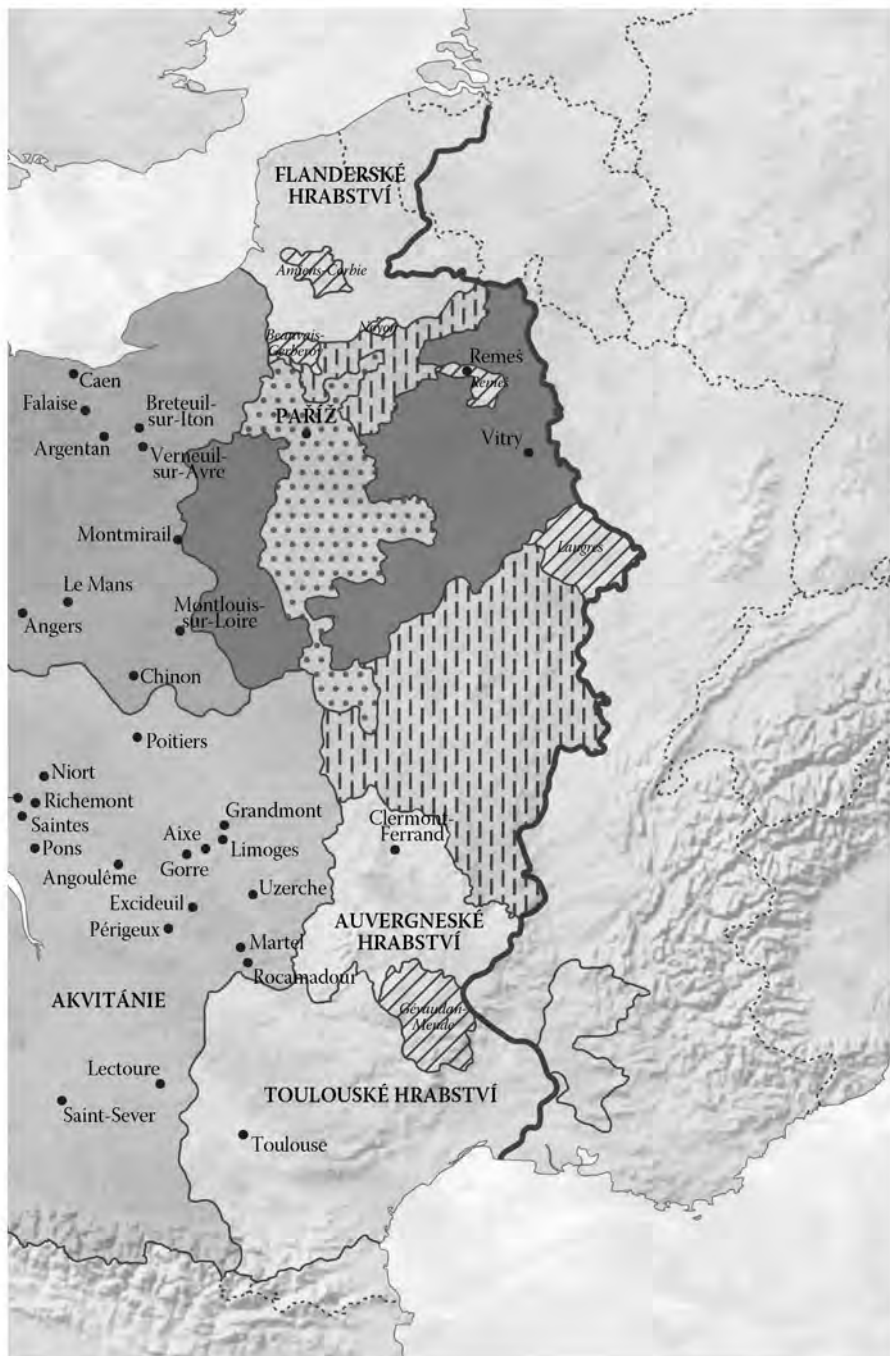 FLANDERSKÉ
HRABSTVÍ
Amiens-Corbie
Beauvais-
Gerberoy
Noyon
Remeš
Remeš
Caen
Falaise
Breteuil-
sur-Iton
PAŘÍŽ
Argentan
Verneuil-
sur-Avre
Vitry
Montmirail
Langres
Le Mans
Angers
Montlouis-
sur-Loire
Chinon
Poitiers
Niort
Richemont
Saintes
Pons
Grandmont
Aixe
Limoges
Gorre
Angoulême
Clermont-
Ferrand
Excideuil
Uzerche
Périgueux
AUVERGNESKÉ
HRABSTVÍ
Martel
Rocamadour
AKVITÁNIE
Gévaudan-
Mende
Lectoure
TOULOUSKÉ HRABSTVÍ
Saint-Sever
Toulouse